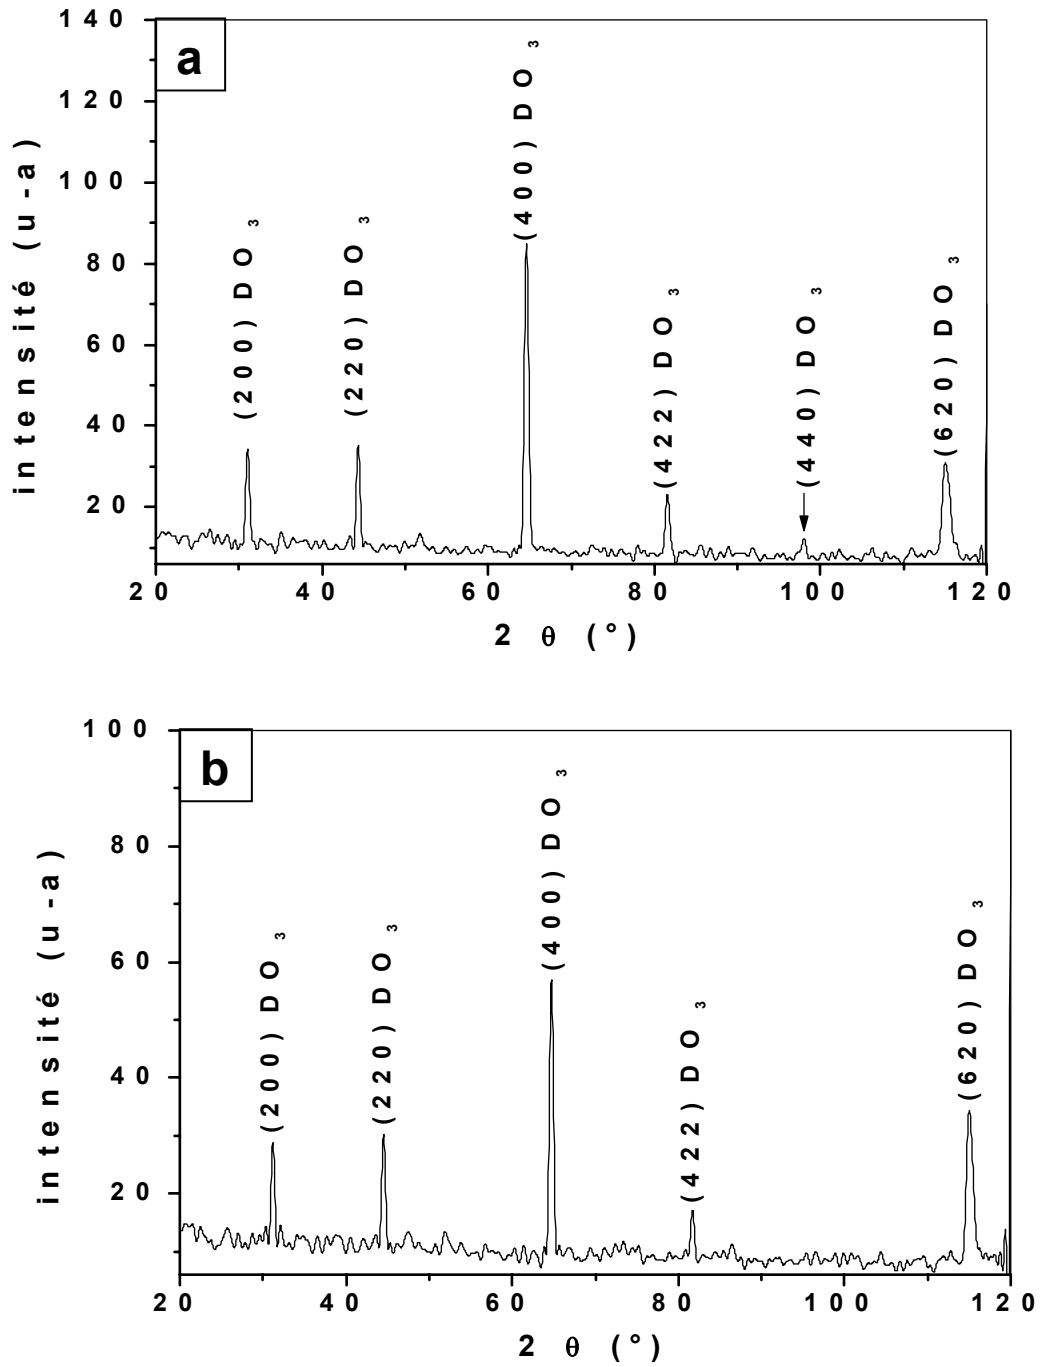 a
intensité (u-a)
140
120
100
80
60
40
20
(200) DO3
(220) DO3
(400) DO3
(422) DO3
(440) DO3
(620) DO3
20 40 60 80 100 120
2 θ (°)
b
intensité (u-a)
100
80
60
40
20
(200) DO3
(220) DO3
(400) DO3
(422) DO3
(620) DO3
20 40 60 80 100 120
2 θ (°)